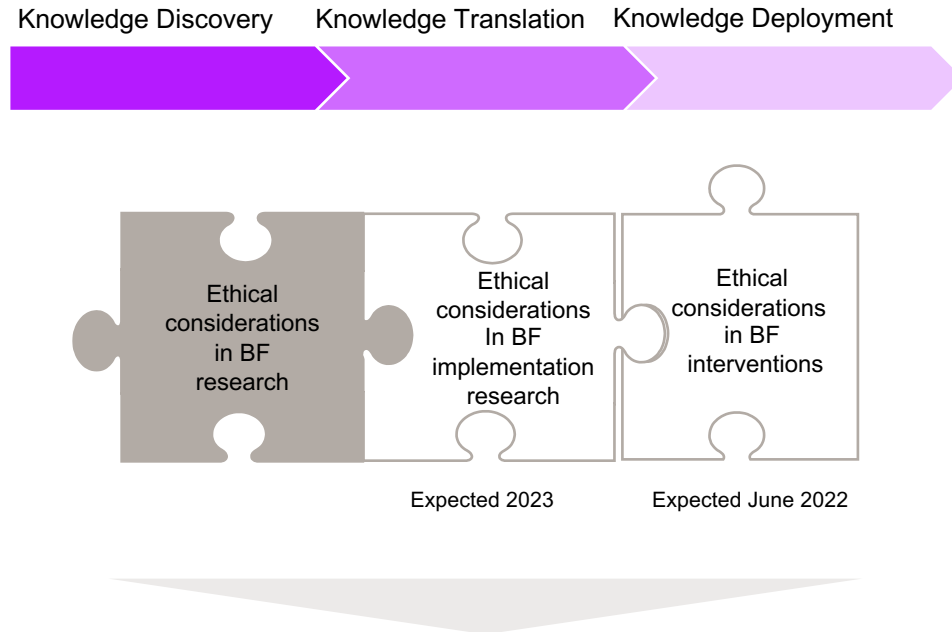 Knowledge Discovery
Knowledge Translation
Knowledge Deployment
Ethical
considerations
in BF
research
Ethical
considerations
In BF
implementation
research
Ethical
considerations
in BF
interventions
Expected 2023
Expected June 2022